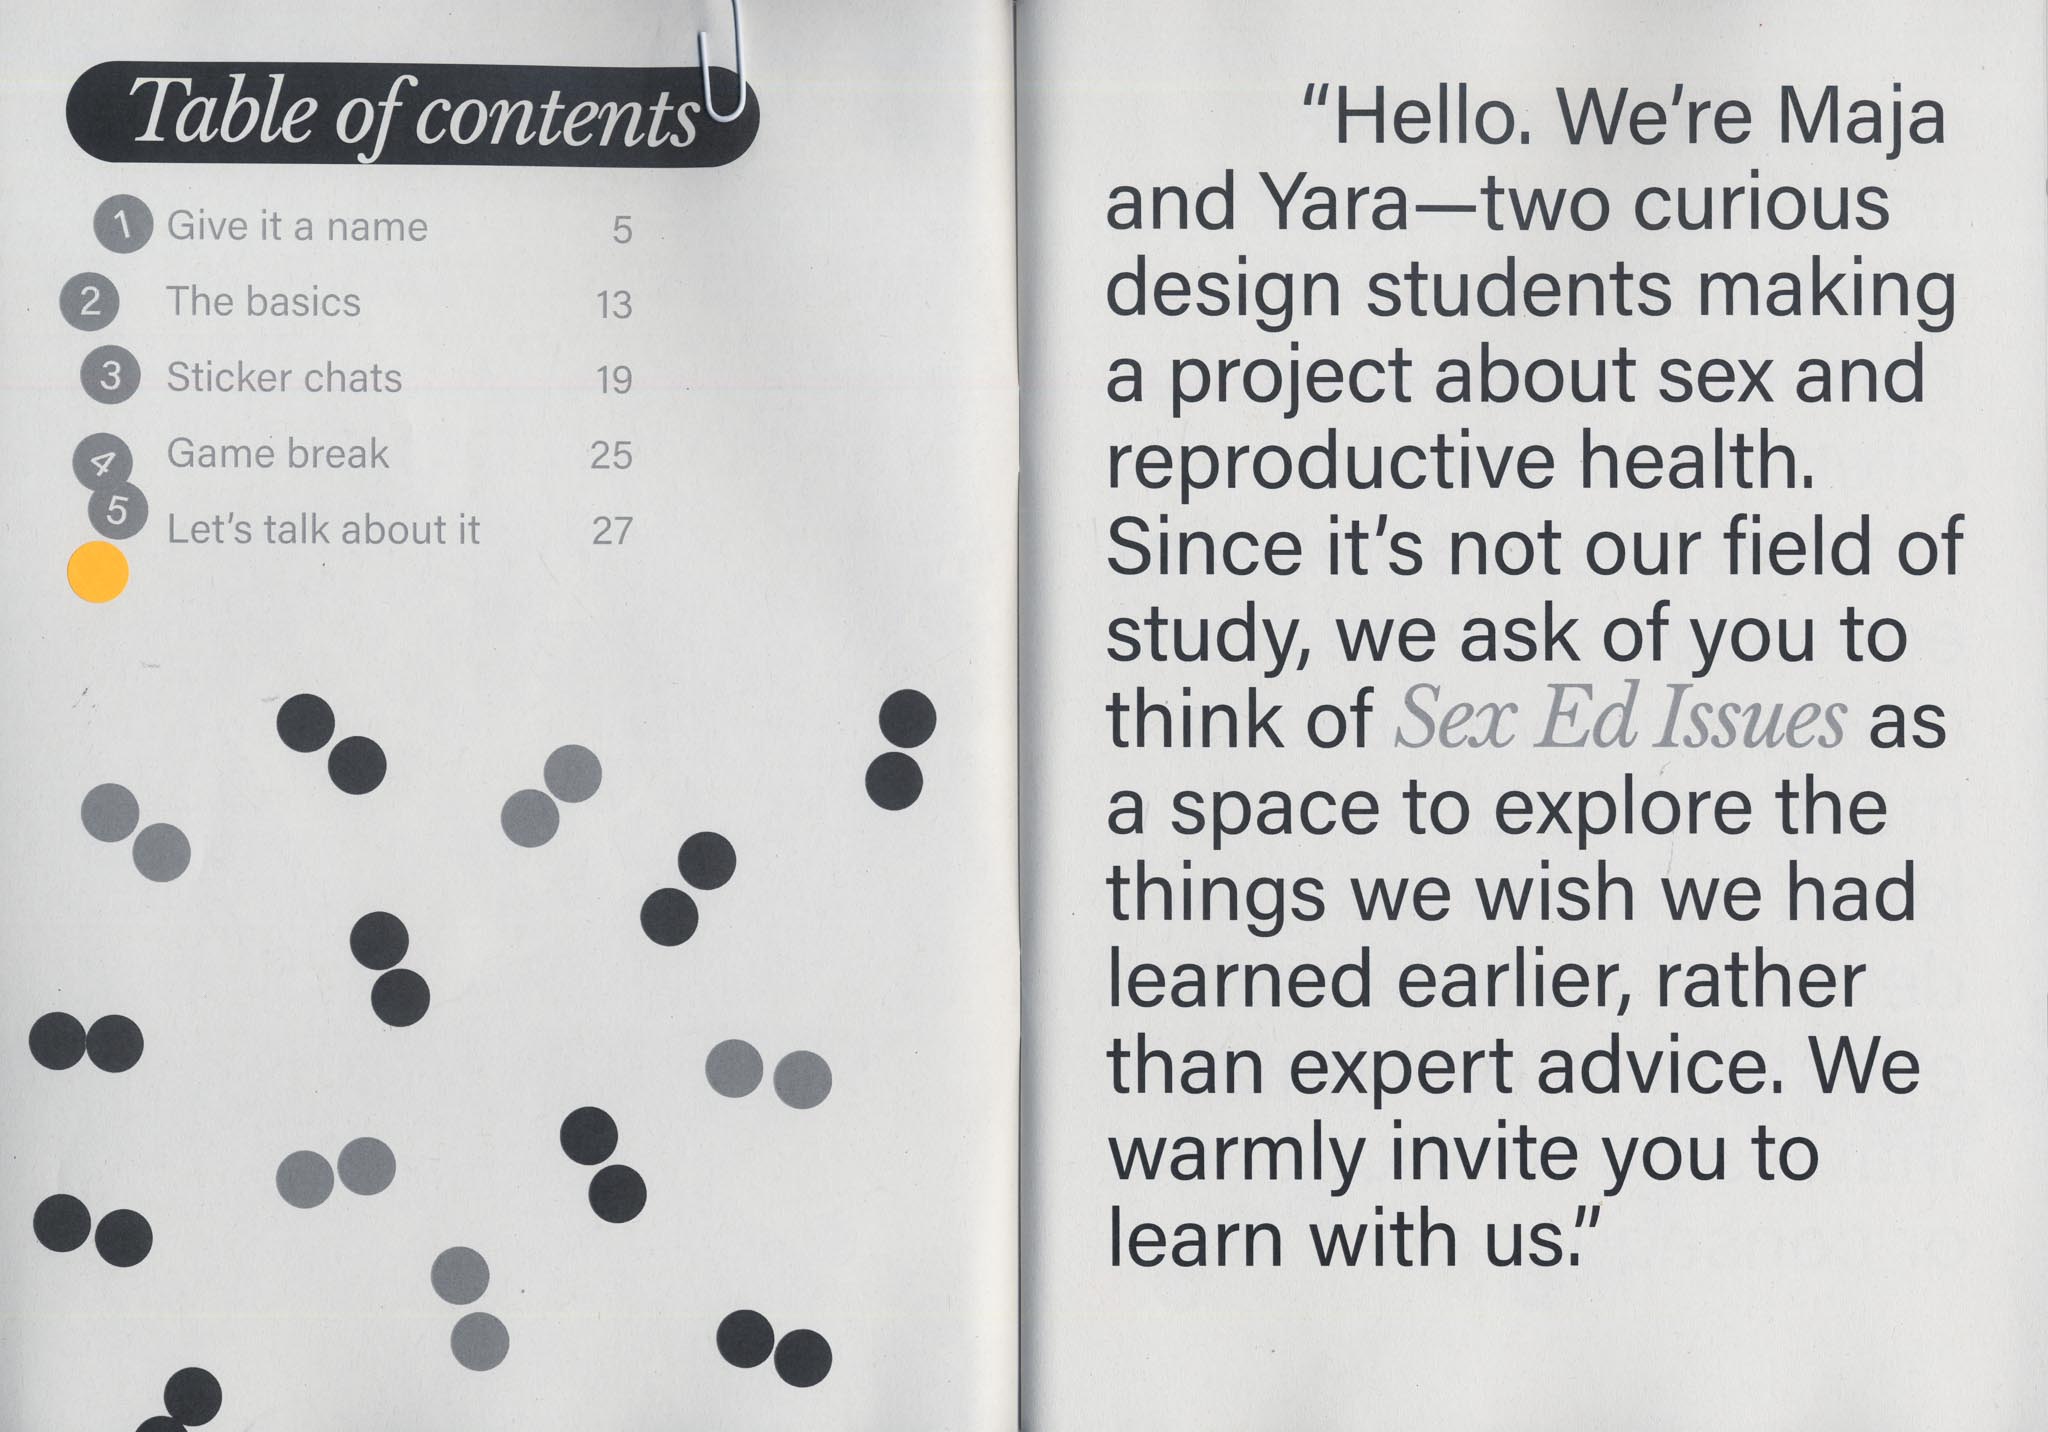 Table of contents
1 Give it a name 5
2 The basics 13
3 Sticker chats 19
4 Game break 25
5 Let’s talk about it 27
“Hello. We’re Maja
and Yara—two curious
design students making
a project about sex and
reproductive health.
Since it’s not our field of
study, we ask of you to
think of Sex Ed Issues as
a space to explore the
things we wish we had
learned earlier, rather
than expert advice. We
warmly invite you to
learn with us.”